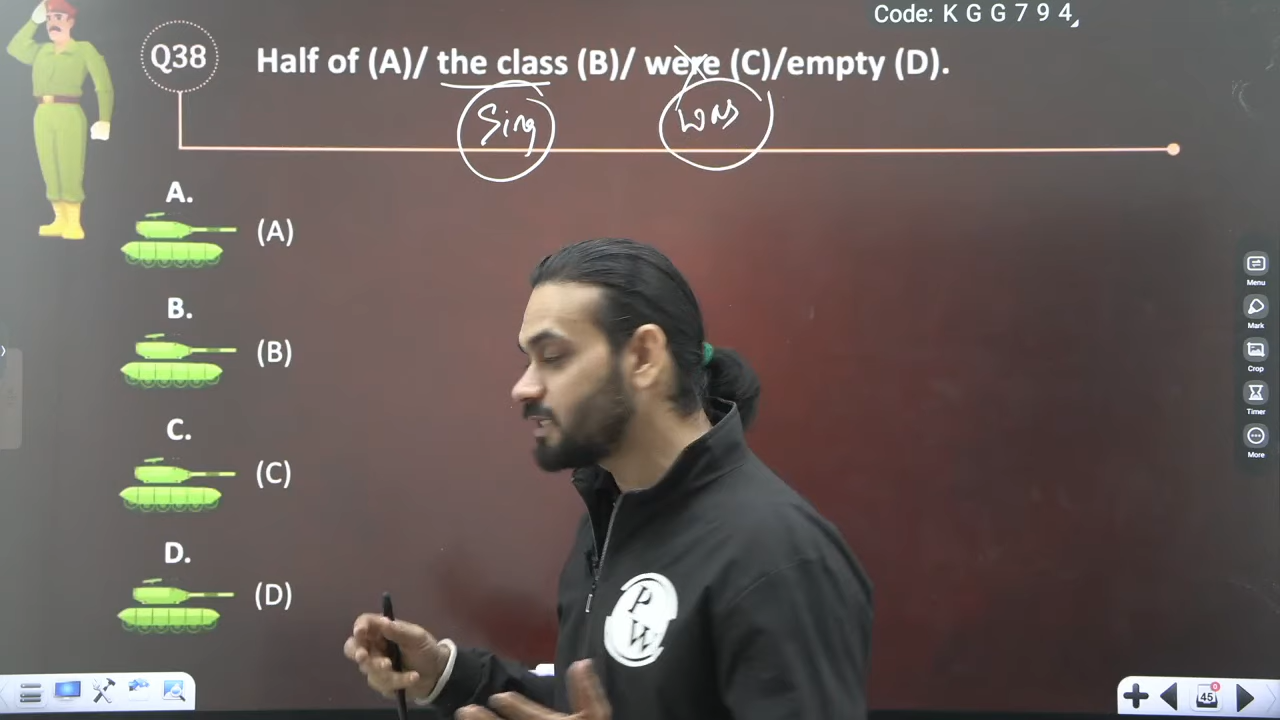 Code: K G G 7 9 4
Q38 Half of (A)/ the class (B)/ were (C)/empty (D).
Sing was
A.
(A)
B.
(B)
C.
(C)
D.
(D)
Menu
Mark
Crop
Timer
More
P
W
45
0